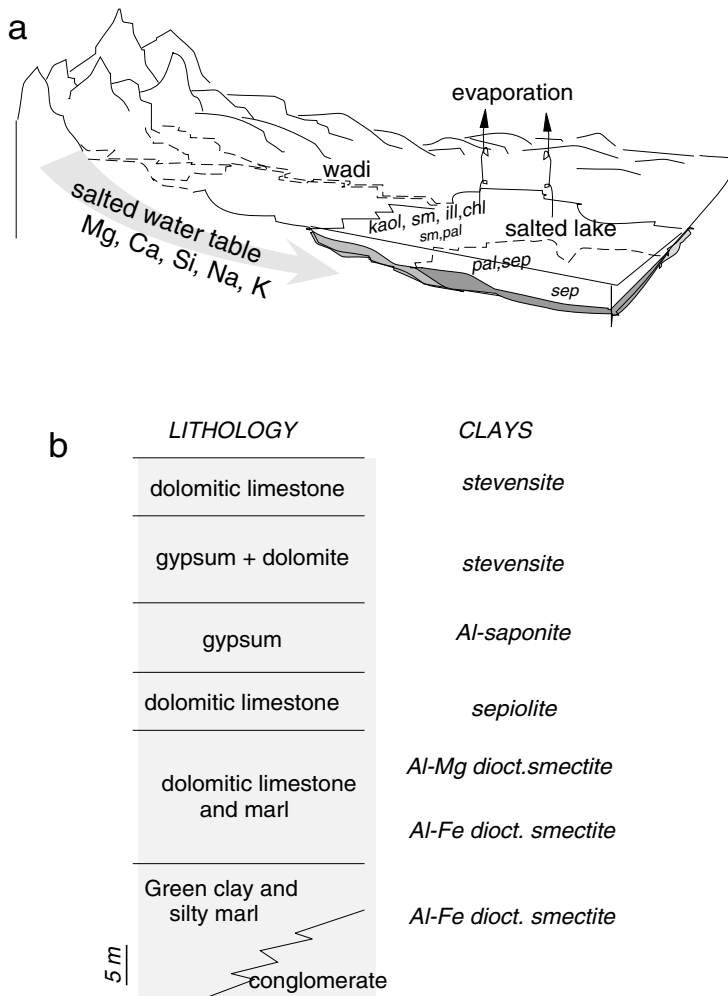 a
evaporation
wadi
salted water table
Mg, Ca, Si, Na, K
kaol, sm, ill,chl
sm,pal
salted lake
pal,sep
sep
b
LITHOLOGY
CLAYS
dolomitic limestone
stevensite
gypsum + dolomite
stevensite
gypsum
Al-saponite
dolomitic limestone
sepiolite
dolomitic limestone
and marl
Al-Mg dioct.smectite
Al-Fe dioct. smectite
Green clay and
silty marl
Al-Fe dioct. smectite
conglomerate
5 m